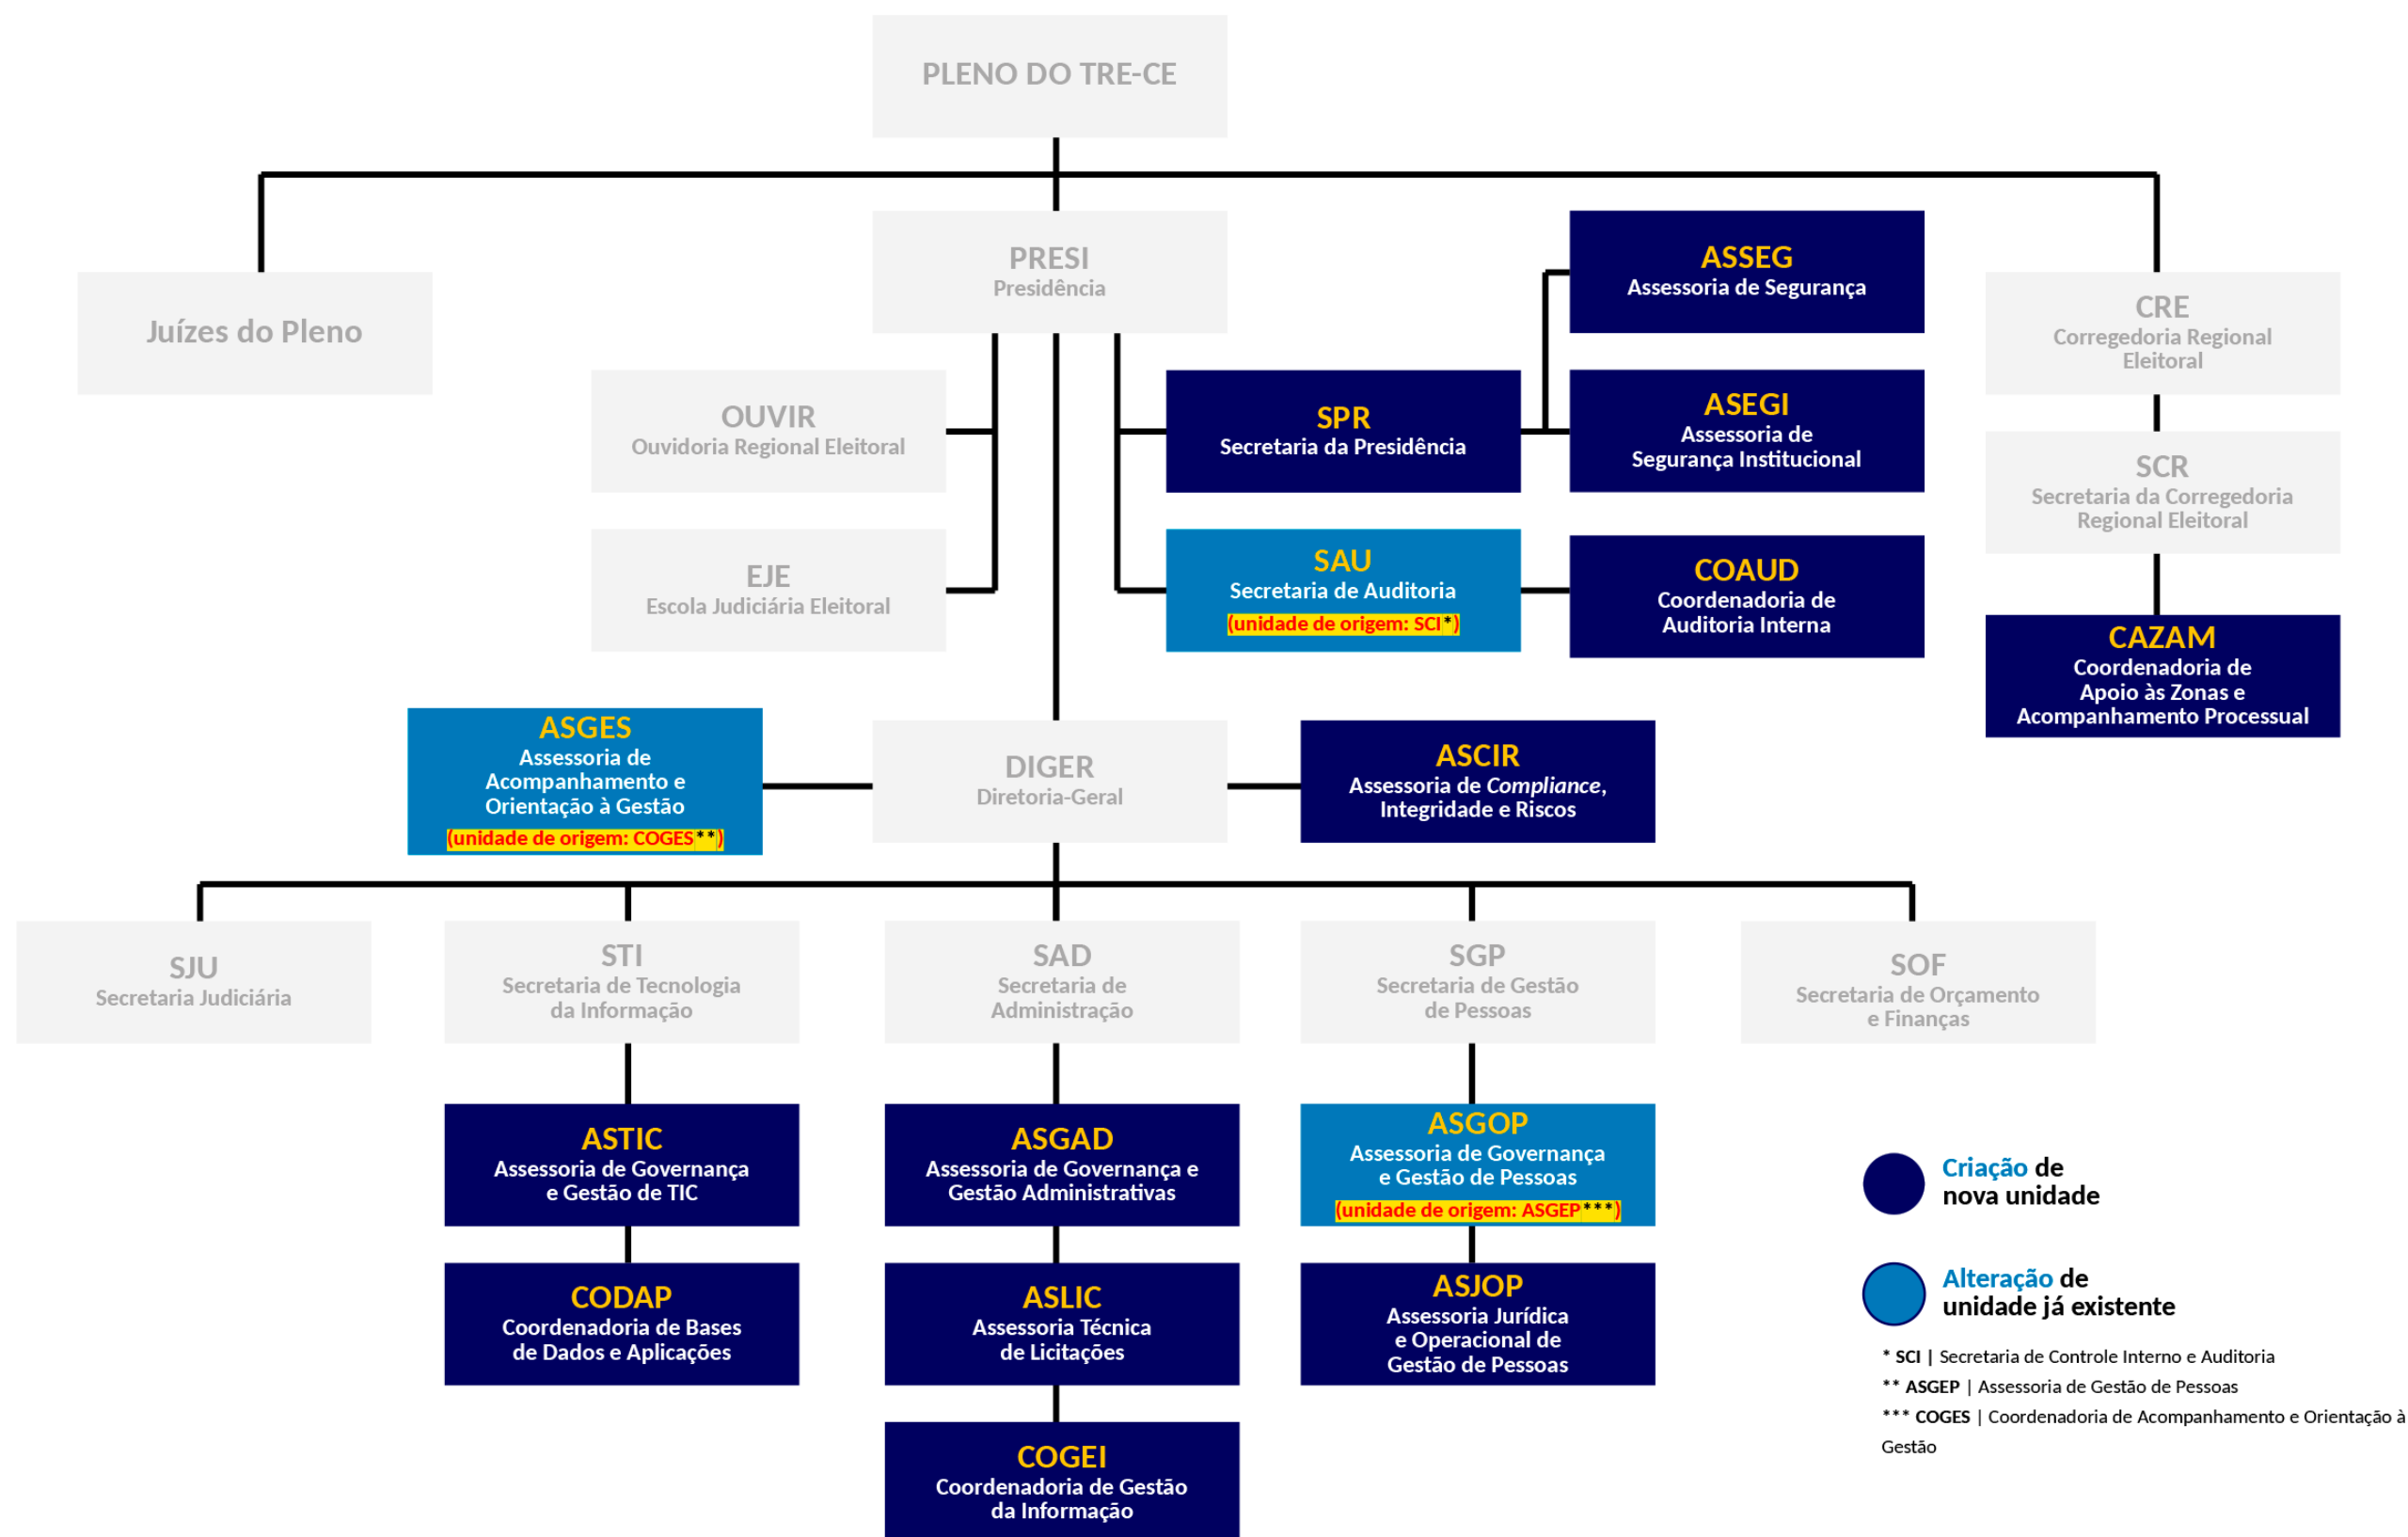 PLENO DO TRE-CE
PRESI
Presidência
Juízes do Pleno
ASSEG
Assessoria de Segurança
CRE
Corregedoria Regional
Eleitoral
OUVIR
Ouvidoria Regional Eleitoral
SPR
Secretaria da Presidência
ASEGI
Assessoria de
Segurança Institucional
SCR
Secretaria da Corregedoria
Regional Eleitoral
EJE
Escola Judiciária Eleitoral
SAU
Secretaria de Auditoria
(unidade de origem: SCI*)
COAUD
Coordenadoria de
Auditoria Interna
CAZAM
Coordenadoria de
Apoio às Zonas e
Acompanhamento Processual
ASGES
Assessoria de
Acompanhamento e
Orientação à Gestão
(unidade de origem: COGES**)
DIGER
Diretoria-Geral
ASCIR
Assessoria de Compliance,
Integridade e Riscos
SJU
Secretaria Judiciária
STI
Secretaria de Tecnologia
da Informação
SAD
Secretaria de
Administração
SGP
Secretaria de Gestão
de Pessoas
SOF
Secretaria de Orçamento
e Finanças
ASTIC
Assessoria de Governança
e Gestão de TIC
ASGAD
Assessoria de Governança e
Gestão Administrativas
ASGOP
Assessoria de Governança
e Gestão de Pessoas
(unidade de origem: ASGEP***)
CODAP
Coordenadoria de Bases
de Dados e Aplicações
ASLIC
Assessoria Técnica
de Licitações
ASJOP
Assessoria Jurídica
e Operacional de
Gestão de Pessoas
COGEI
Coordenadoria de Gestão
da Informação
Criação de
nova unidade
Alteração de
unidade já existente
* SCI | Secretaria de Controle Interno e Auditoria
** ASGEP | Assessoria de Gestão de Pessoas
*** COGES | Coordenadoria de Acompanhamento e Orientação à
Gestão